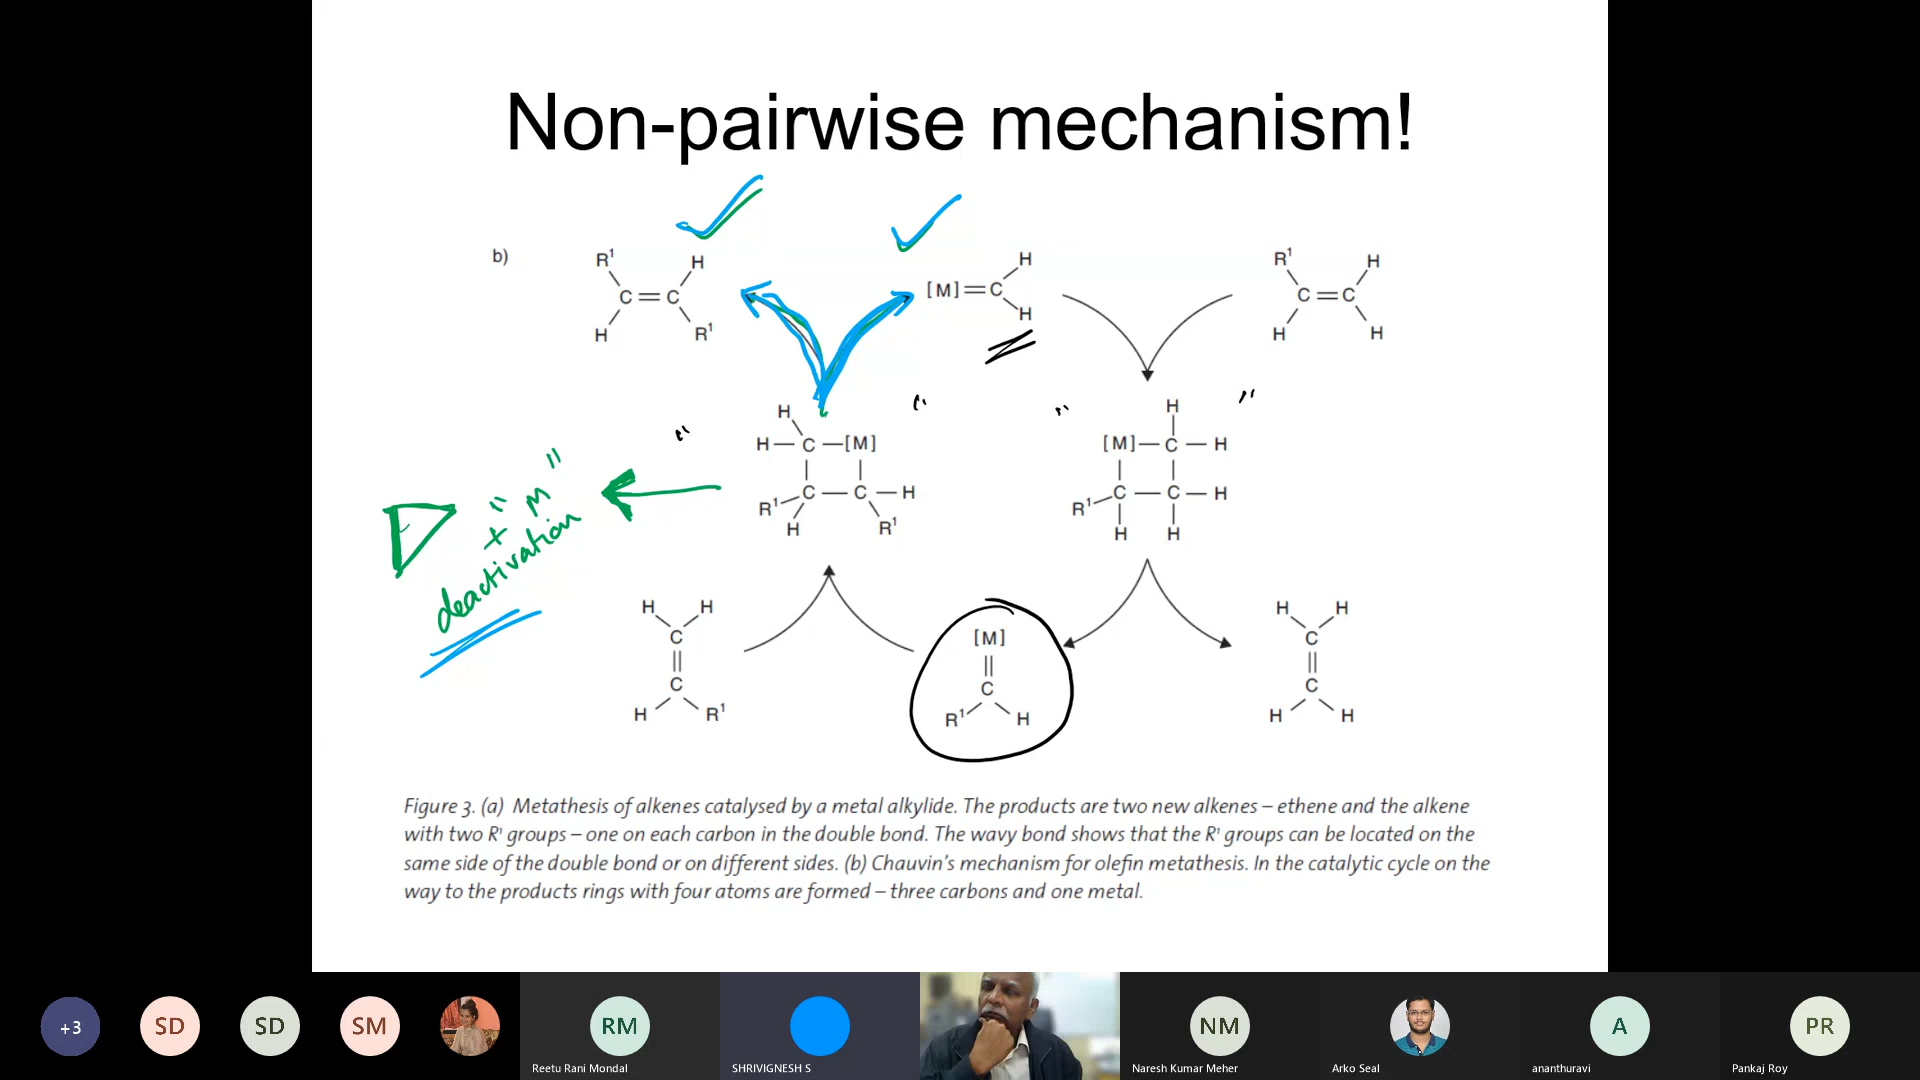 Non-pairwise mechanism!
b)
R¹ H
C=C
H R¹
[M]=C
H
H
R¹ H
C=C
H H
H
H—C—[M]
R¹ C—C—H
H R¹
H
[M]—C—H
R¹ C—C—H
H H
" M "
+
deactivation
H H
C
C
H R¹
[M]
C
R¹ H
H H
C
C
H H
Figure 3. (a) Metathesis of alkenes catalysed by a metal alkylide. The products are two new alkenes – ethene and the alkene
with two R¹ groups – one on each carbon in the double bond. The wavy bond shows that the R¹ groups can be located on the
same side of the double bond or on different sides. (b) Chauvin's mechanism for olefin metathesis. In the catalytic cycle on the
way to the products rings with four atoms are formed – three carbons and one metal.
+3 SD SD SM RM NM A PR
Reetu Rani Mondal SHRIVIGNESH S Naresh Kumar Meher Arko Seal ananthuravi Pankaj Roy